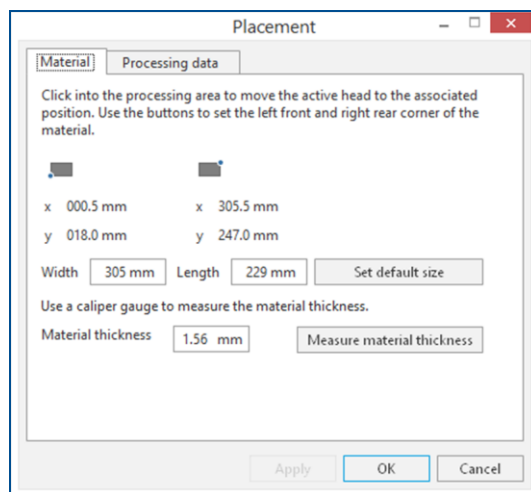 Placement
Material Processing data
Click into the processing area to move the active head to the associated
position. Use the buttons to set the left front and right rear corner of the
material.
x 000.5 mm x 305.5 mm
y 018.0 mm y 247.0 mm
Width 305 mm Length 229 mm Set default size
Use a caliper gauge to measure the material thickness.
Material thickness 1.56 mm Measure material thickness
Apply OK Cancel